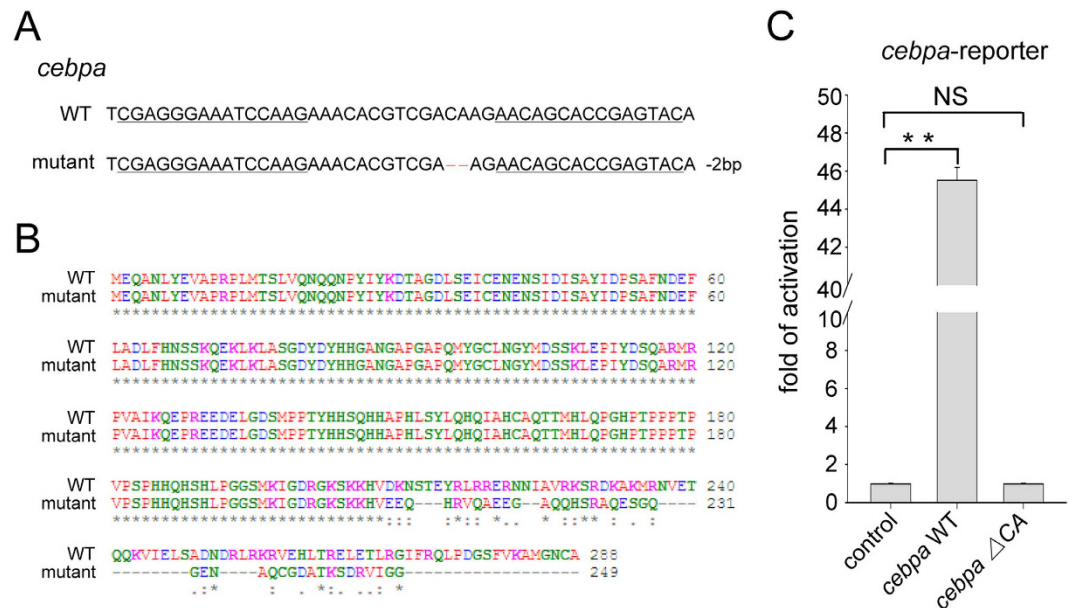 A
cebpa
WT TCGAGGGAAATCCAAGAAACACGTCGACAAGAACAGCACCGAGTACA
mutant TCGAGGGAAATCCAAGAAACACGTCGA--AGAACAGCACCGAGTACA -2bp
B
WT MEQANLYEVAPRPLMTSLVQNQQNPYIYKDTAGDLSEICENENSIDISAYIDPSAFNDEF 60
mutant MEQANLYEVAPRPLMTSLVQNQQNPYIYKDTAGDLSEICENENSIDISAYIDPSAFNDEF 60
************************************************************
WT LADLFHNSSKQEKLKLASGDYDYHHGANGAPGAPQMYGCLNGYMDSSKLEPIYDSQARMR 120
mutant LADLFHNSSKQEKLKLASGDYDYHHGANGAPGAPQMYGCLNGYMDSSKLEPIYDSQARMR 120
************************************************************
WT PVAIKQEPREEDELGDSMPPTYHHSQHHAPHLSYLQHQIAHCAQTTMHLQPGHPTPPPTP 180
mutant PVAIKQEPREEDELGDSMPPTYHHSQHHAPHLSYLQHQIAHCAQTTMHLQPGHPTPPPTP 180
************************************************************
WT VPSPHHQHSHLPGGSMKIGDRGKSKKHVDKNSTEYRLRRERNNIAVRKSRDKAKMRNVET 240
mutant VPSPHHQHSHLPGGSMKIGDRGKSKKHVEEQ----HRVQAEEG-AQQHSRAQESGQ---- 231
WT QQKVIELSADNDRLRKRVEHLTRELETLRGIFRQLPDGSFVKAMGNCA 288
mutant --------GEN----AQCGDATKSDRVIGG------------------ 249
C
cebpa-reporter
fold of activation
50
48
46
44
42
40
10
8
6
4
2
0
NS
**
control
cebpa WT
cebpa △CA